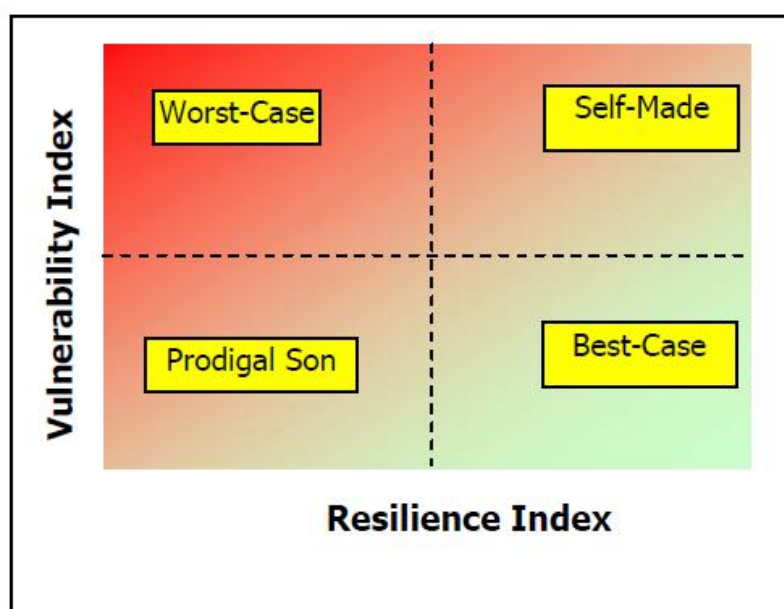 Worst-Case
Self-Made
Vulnerability Index
Prodigal Son
Best-Case
Resilience Index